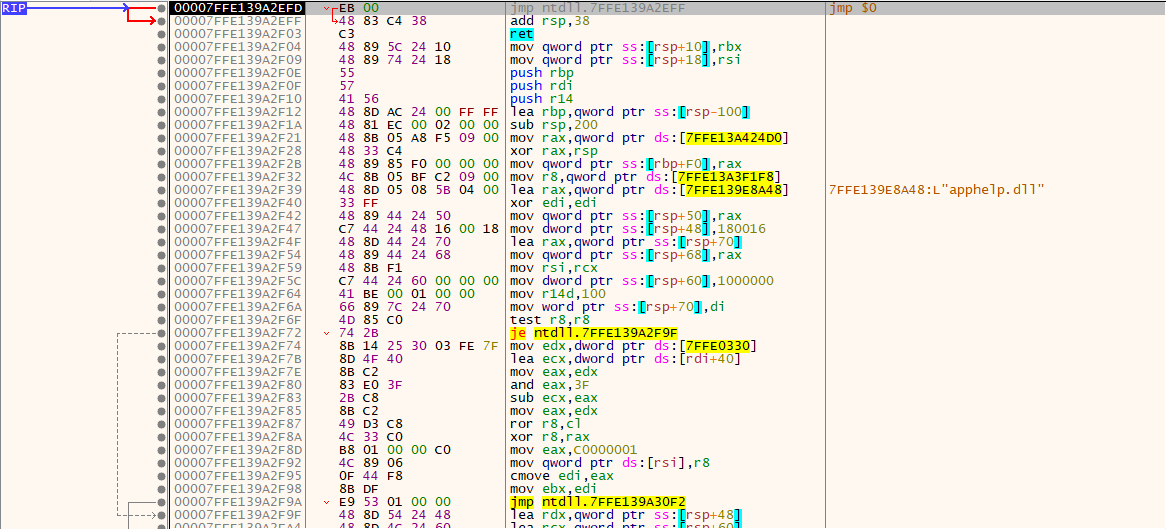 RIP 00007FFE139A2EFD EB 00 jmp ntdll.7FFE139A2EFF jmp $0
00007FFE139A2EFF 48 83 C4 38 add rsp,38
00007FFE139A2F03 C3 ret
00007FFE139A2F04 48 89 5C 24 10 mov qword ptr ss:[rsp+10],rbx
00007FFE139A2F09 48 89 74 24 18 mov qword ptr ss:[rsp+18],rsi
00007FFE139A2F0E 55 push rbp
00007FFE139A2F0F 57 push rdi
00007FFE139A2F10 41 56 push r14
00007FFE139A2F12 48 8D AC 24 00 FF FF lea rbp,qword ptr ss:[rsp-100]
00007FFE139A2F1A 48 81 EC 00 02 00 00 sub rsp,200
00007FFE139A2F21 48 8B 05 A8 F5 09 00 mov rax,qword ptr ds:[7FFE13A424D0]
00007FFE139A2F28 48 33 C4 xor rax,rsp
00007FFE139A2F2B 48 89 85 F0 00 00 00 mov qword ptr ss:[rbp+F0],rax
00007FFE139A2F32 4C 8B 05 BF C2 09 00 mov r8,qword ptr ds:[7FFE13A3F1F8]
00007FFE139A2F39 48 8D 05 08 5B 04 00 lea rax,qword ptr ds:[7FFE139E8A48] 7FFE139E8A48:L"apphelp.dll"
00007FFE139A2F40 33 FF xor edi,edi
00007FFE139A2F42 48 89 44 24 50 mov qword ptr ss:[rsp+50],rax
00007FFE139A2F47 C7 44 24 48 16 00 18 mov dword ptr ss:[rsp+48],180016
00007FFE139A2F4F 48 8D 44 24 70 lea rax,qword ptr ss:[rsp+70]
00007FFE139A2F54 48 89 44 24 68 mov qword ptr ss:[rsp+68],rax
00007FFE139A2F59 48 8B F1 mov rsi,rcx
00007FFE139A2F5C C7 44 24 60 00 00 00 mov dword ptr ss:[rsp+60],1000000
00007FFE139A2F64 41 BE 00 01 00 00 mov r14d,100
00007FFE139A2F6A 66 89 7C 24 70 mov word ptr ss:[rsp+70],di
00007FFE139A2F6F 4D 85 C0 test r8,r8
00007FFE139A2F72 74 2B je ntdll.7FFE139A2F9F
00007FFE139A2F74 8B 14 25 30 03 FE 7F mov edx,dword ptr ds:[7FFE0330]
00007FFE139A2F7B 8D 4F 40 lea ecx,dword ptr ds:[rdi+40]
00007FFE139A2F7E 8B C2 mov eax,edx
00007FFE139A2F80 83 E0 3F and eax,3F
00007FFE139A2F83 2B C8 sub ecx,eax
00007FFE139A2F85 8B C2 mov eax,edx
00007FFE139A2F87 49 D3 C8 ror r8,cl
00007FFE139A2F8A 4C 33 C0 xor r8,rax
00007FFE139A2F8D B8 01 00 00 C0 mov eax,C0000001
00007FFE139A2F92 4C 89 06 mov qword ptr ds:[rsi],r8
00007FFE139A2F95 0F 44 F8 cmove edi,eax
00007FFE139A2F98 8B DF mov ebx,edi
00007FFE139A2F9A E9 53 01 00 00 jmp ntdll.7FFE139A30F2
00007FFE139A2F9F 48 8D 54 24 48 lea rdx,qword ptr ss:[rsp+48]